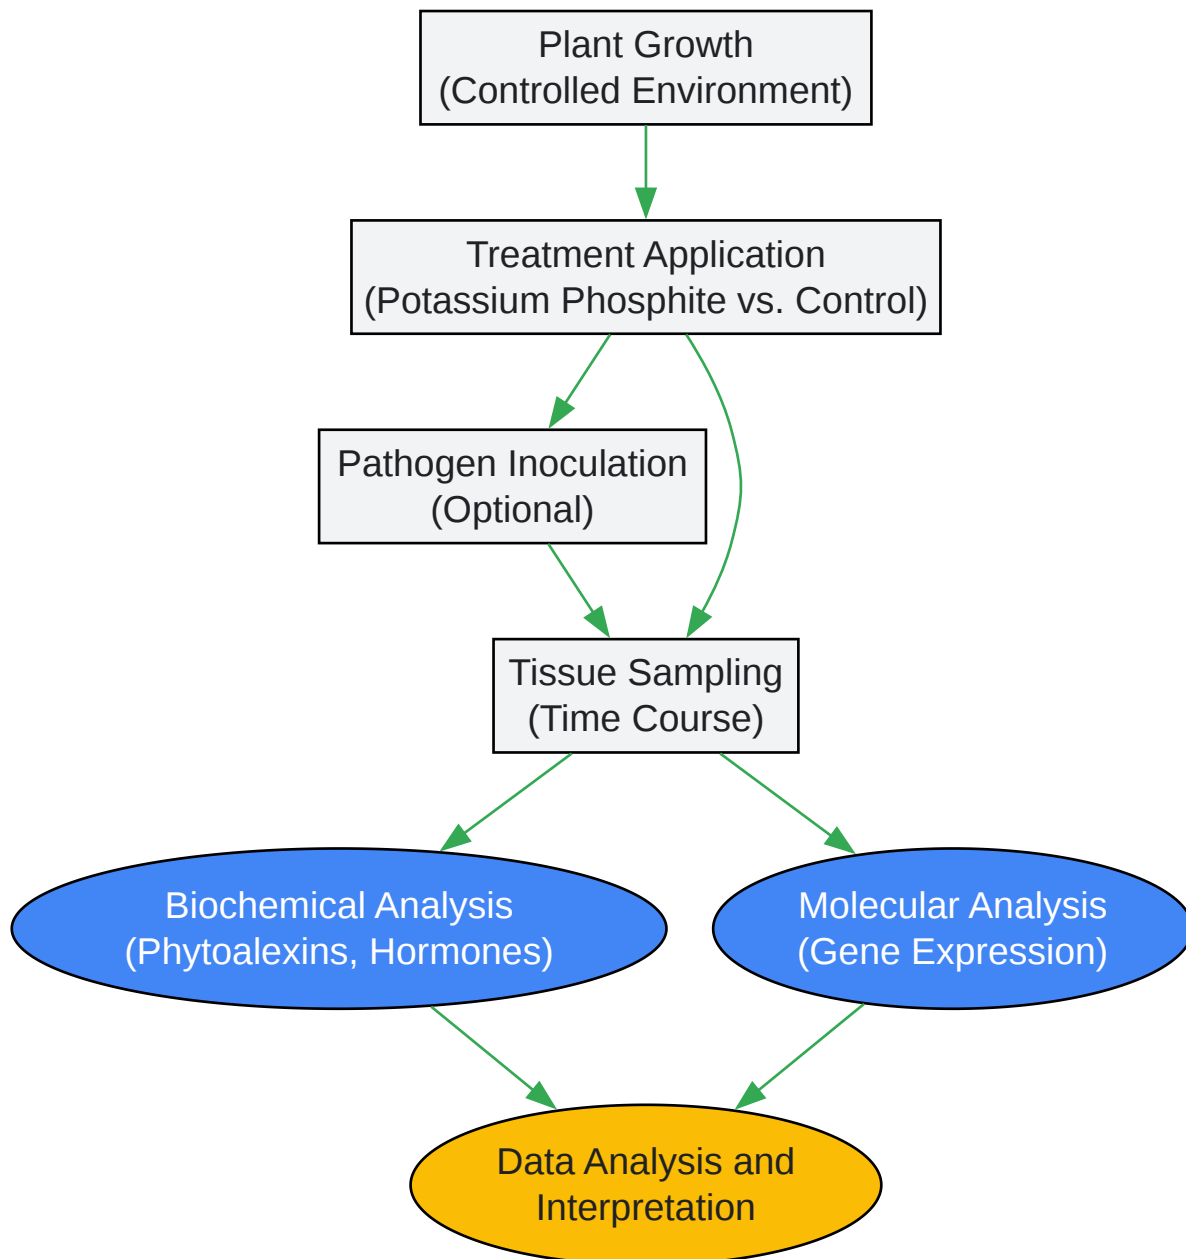 Plant Growth
(Controlled Environment)
Treatment Application
(Potassium Phosphite vs. Control)
Pathogen Inoculation
(Optional)
Tissue Sampling
(Time Course)
Biochemical Analysis
(Phytoalexins, Hormones)
Molecular Analysis
(Gene Expression)
Data Analysis and
Interpretation